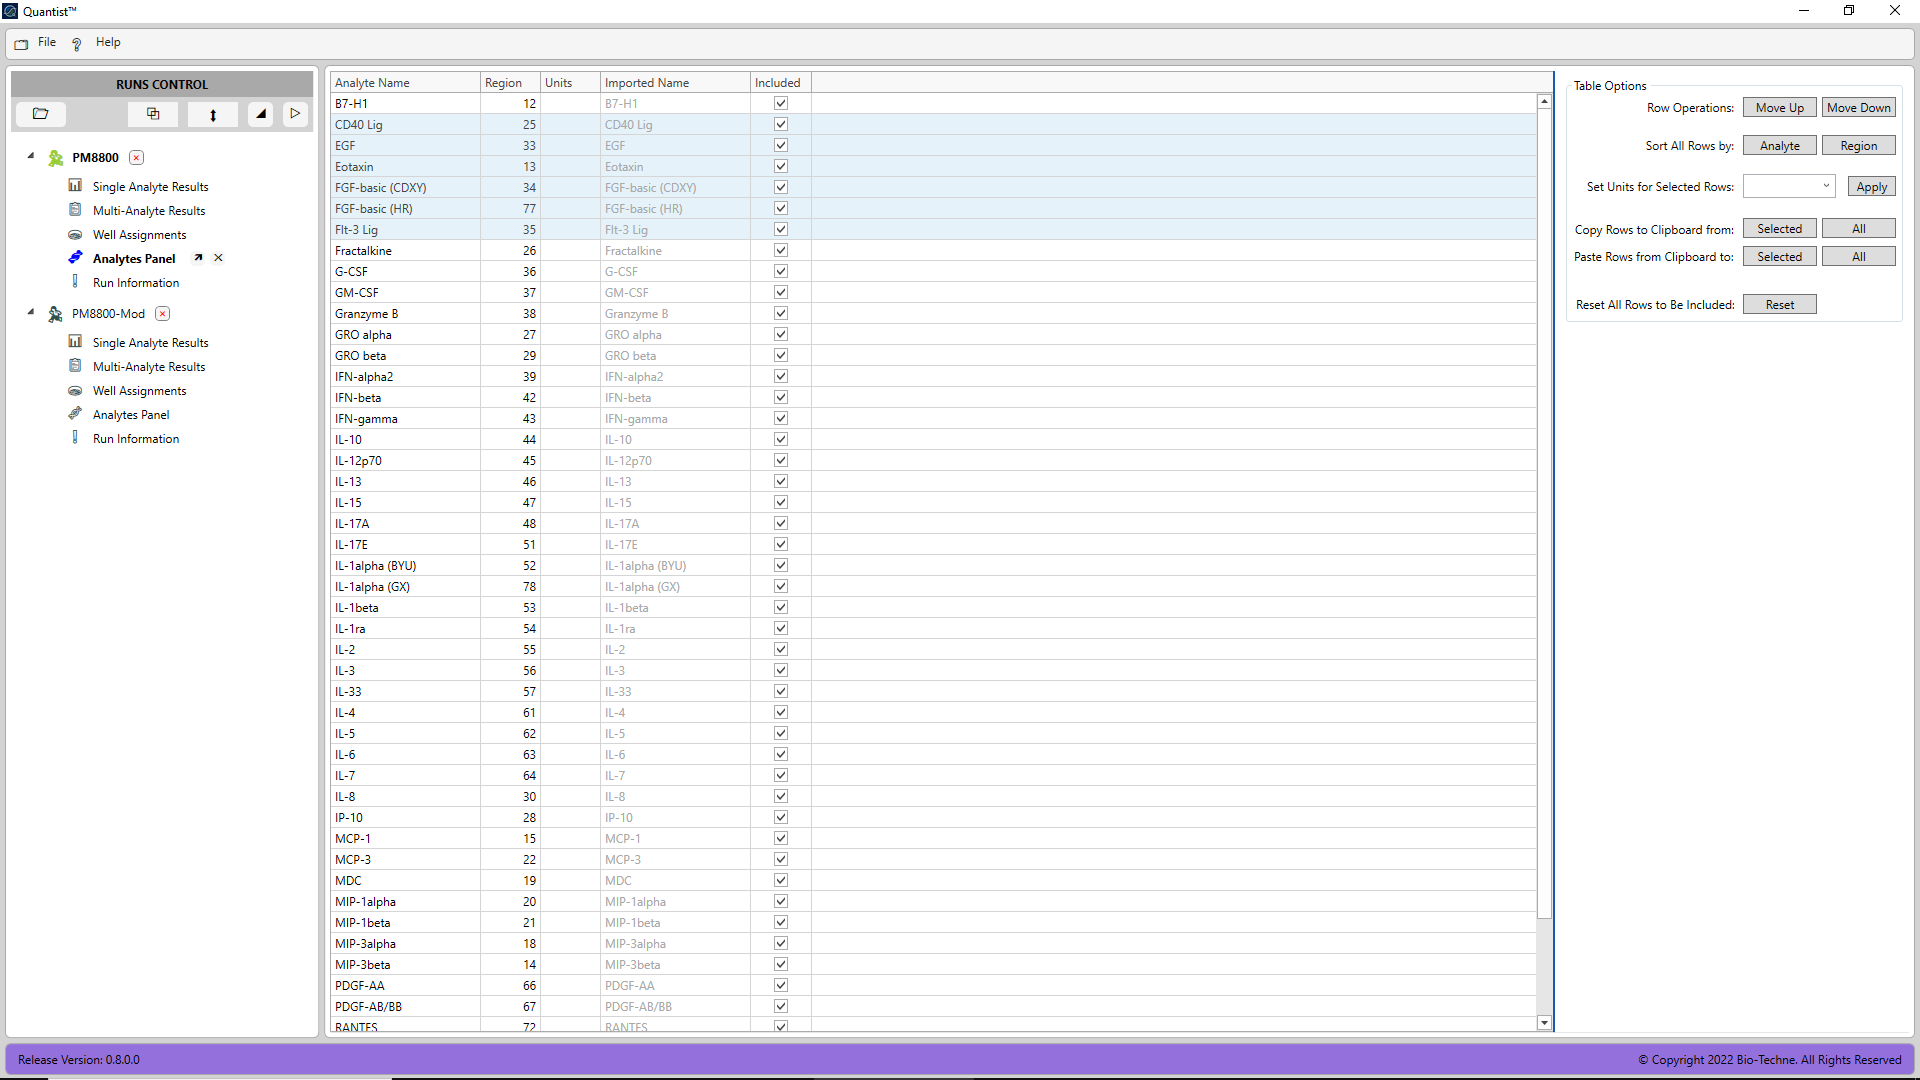 Quantist™
File Help
RUNS CONTROL
PM8800
Single Analyte Results
Multi-Analyte Results
Well Assignments
Analytes Panel
Run Information
PM8800-Mod
Single Analyte Results
Multi-Analyte Results
Well Assignments
Analytes Panel
Run Information
Analyte Name Region Units Imported Name Included
B7-H1 12 B7-H1
CD40 Lig 25 CD40 Lig
EGF 33 EGF
Eotaxin 13 Eotaxin
FGF-basic (CDXY) 34 FGF-basic (CDXY)
FGF-basic (HR) 77 FGF-basic (HR)
Flt-3 Lig 35 Flt-3 Lig
Fractalkine 26 Fractalkine
G-CSF 36 G-CSF
GM-CSF 37 GM-CSF
Granzyme B 38 Granzyme B
GRO alpha 27 GRO alpha
GRO beta 29 GRO beta
IFN-alpha2 39 IFN-alpha2
IFN-beta 42 IFN-beta
IFN-gamma 43 IFN-gamma
IL-10 44 IL-10
IL-12p70 45 IL-12p70
IL-13 46 IL-13
IL-15 47 IL-15
IL-17A 48 IL-17A
IL-17E 51 IL-17E
IL-1alpha (BYU) 52 IL-1alpha (BYU)
IL-1alpha (GX) 78 IL-1alpha (GX)
IL-1beta 53 IL-1beta
IL-1ra 54 IL-1ra
IL-2 55 IL-2
IL-3 56 IL-3
IL-33 57 IL-33
IL-4 61 IL-4
IL-5 62 IL-5
IL-6 63 IL-6
IL-7 64 IL-7
IL-8 30 IL-8
IP-10 28 IP-10
MCP-1 15 MCP-1
MCP-3 22 MCP-3
MDC 19 MDC
MIP-1alpha 20 MIP-1alpha
MIP-1beta 21 MIP-1beta
MIP-3alpha 18 MIP-3alpha
MIP-3beta 14 MIP-3beta
PDGF-AA 66 PDGF-AA
PDGF-AB/BB 67 PDGF-AB/BB
RANTES 72 RANTES
Table Options
Row Operations: Move Up Move Down
Sort All Rows by: Analyte Region
Set Units for Selected Rows: Apply
Copy Rows to Clipboard from: Selected All
Paste Rows from Clipboard to: Selected All
Reset All Rows to Be Included: Reset
Release Version: 0.8.0.0
© Copyright 2022 Bio-Techne. All Rights Reserved